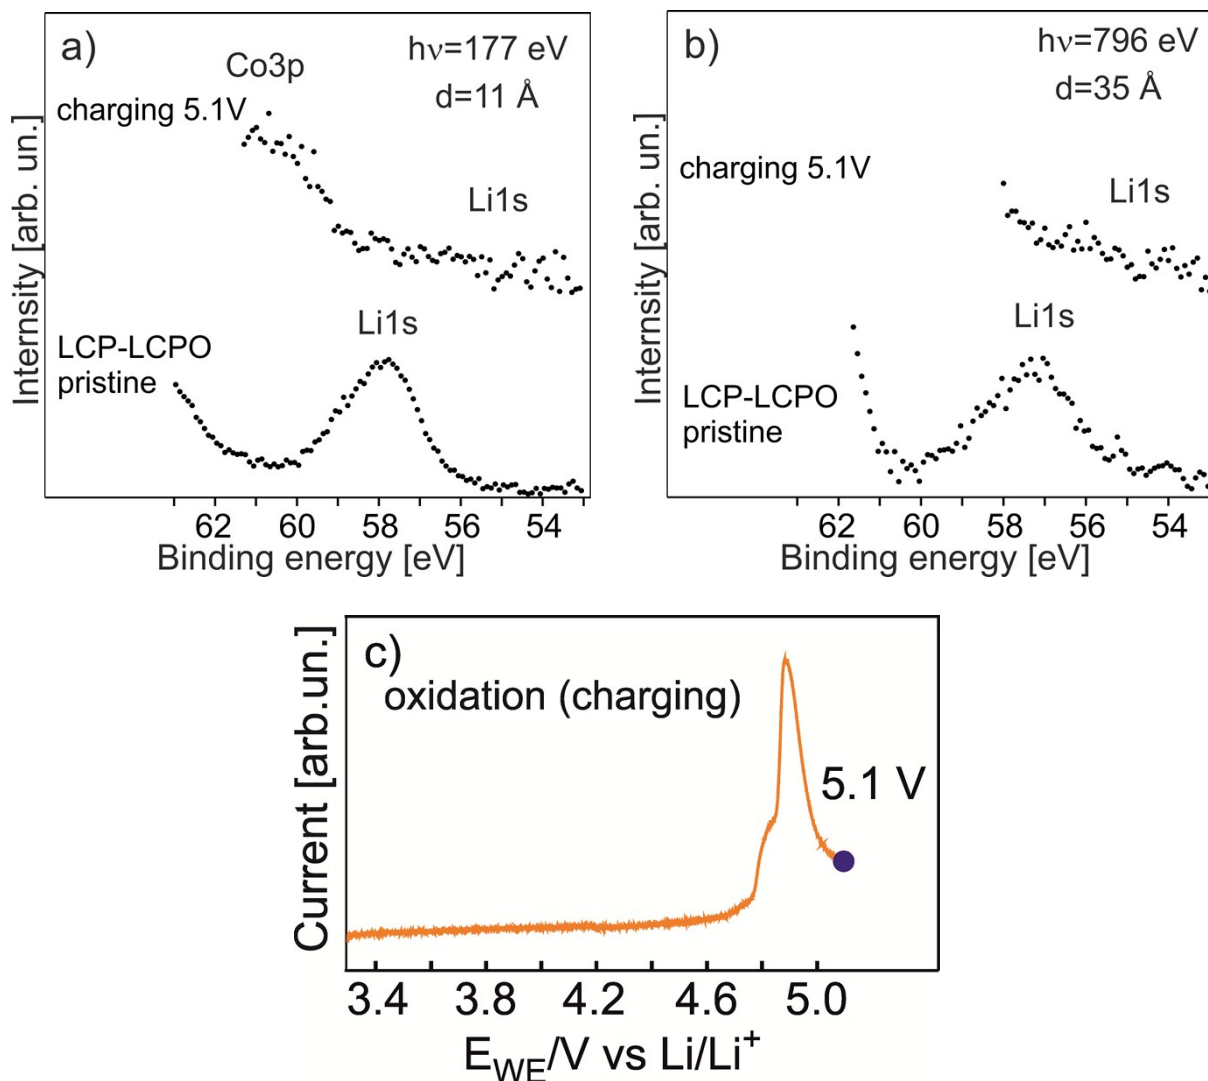 a)
hν=177 eV
Co3p
d=11 Å
charging 5.1V
Li1s
Li1s
LCP-LCPO
pristine
Internsity [arb. un.]
62 60 58 56 54
Binding energy [eV]
b)
hν=796 eV
d=35 Å
charging 5.1V
Li1s
Li1s
LCP-LCPO
pristine
Internsity [arb. un.]
62 60 58 56 54
Binding energy [eV]
c)
oxidation (charging)
5.1 V
Current [arb.un.]
3.4 3.8 4.2 4.6 5.0
E_WE/V vs Li/Li⁺